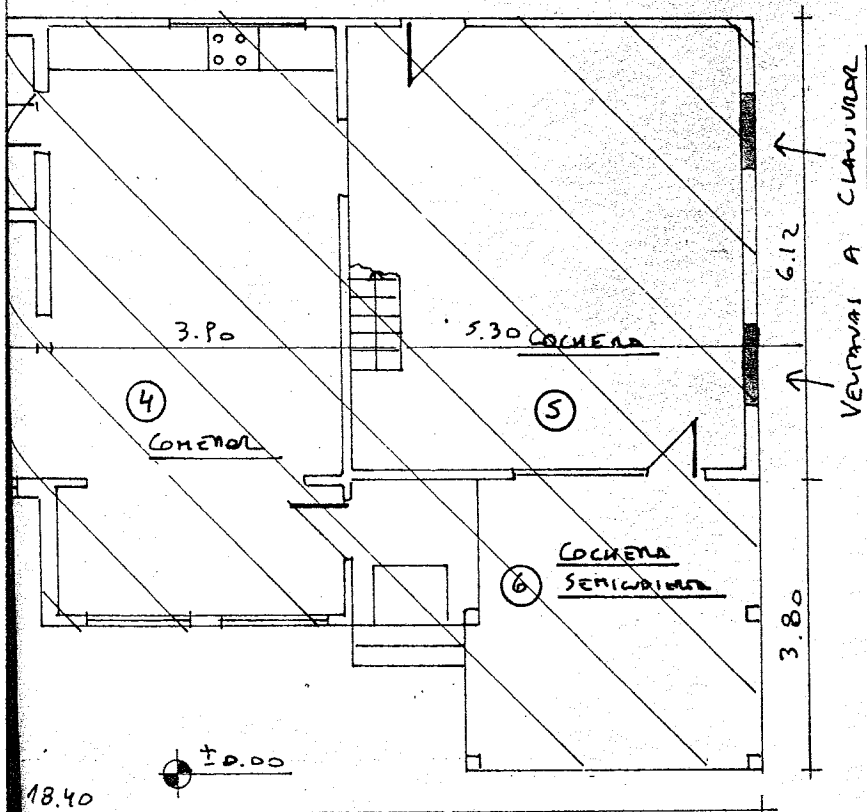 VENTANAS A CLAUSURAR
6.12
3.90
5.30 COCHERA
4
COMEDOR
5
COCHERA
SEMICUBIERTA
6
3.80
±0.00
18.40